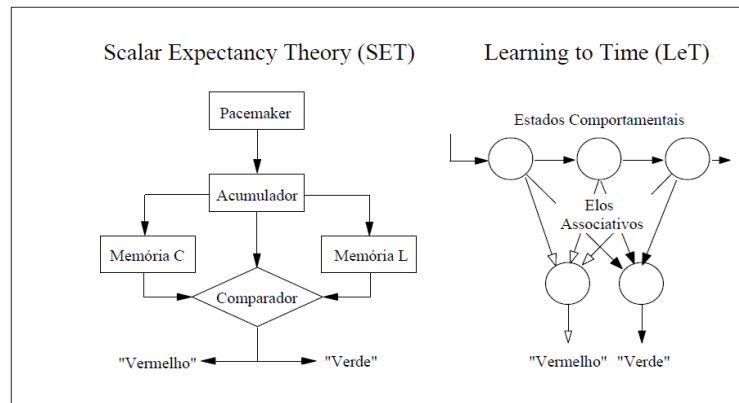 Scalar Expectancy Theory (SET)
Pacemaker
Acumulador
Memória C
Memória L
Comparador
"Vermelho"
"Verde"
Learning to Time (LeT)
Estados Comportamentais
Elos
Associativos
"Vermelho"
"Verde"